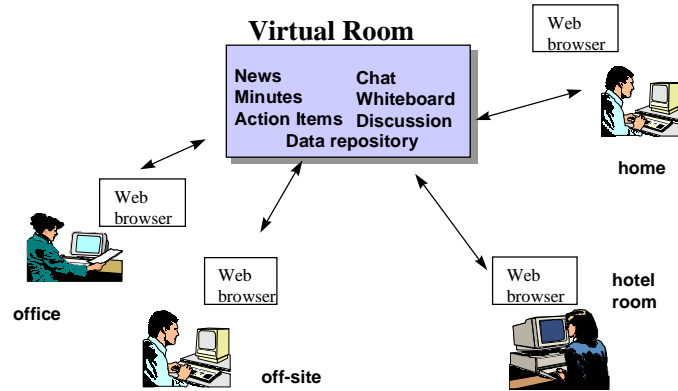 Virtual Room
Web
browser
News Chat
Minutes Whiteboard
Action Items Discussion
Data repository
home
Web
browser
Web
browser
Web
browser
hotel
room
office
off-site